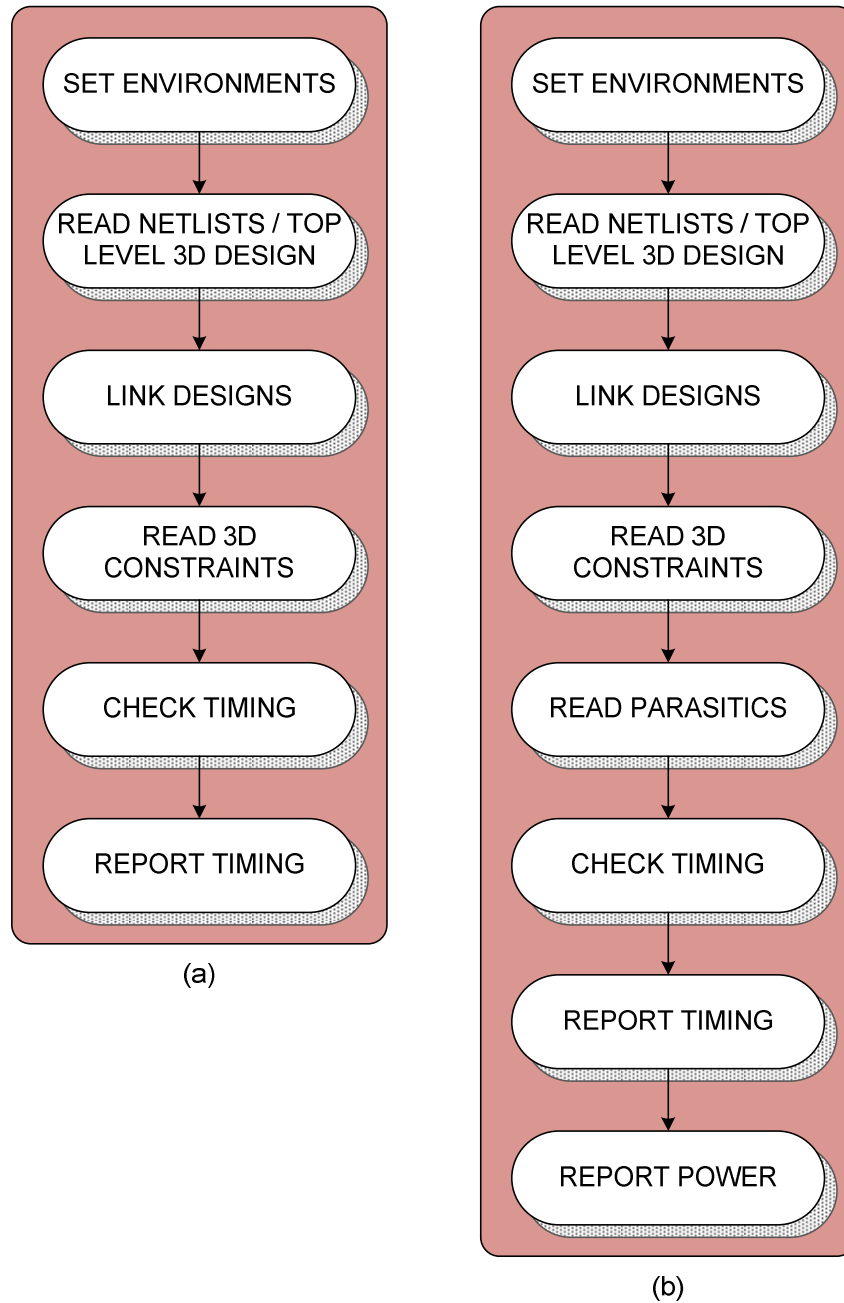 SET ENVIRONMENTS
READ NETLISTS / TOP
LEVEL 3D DESIGN
LINK DESIGNS
READ 3D
CONSTRAINTS
CHECK TIMING
REPORT TIMING
(a)
SET ENVIRONMENTS
READ NETLISTS / TOP
LEVEL 3D DESIGN
LINK DESIGNS
READ 3D
CONSTRAINTS
READ PARASITICS
CHECK TIMING
REPORT TIMING
REPORT POWER
(b)